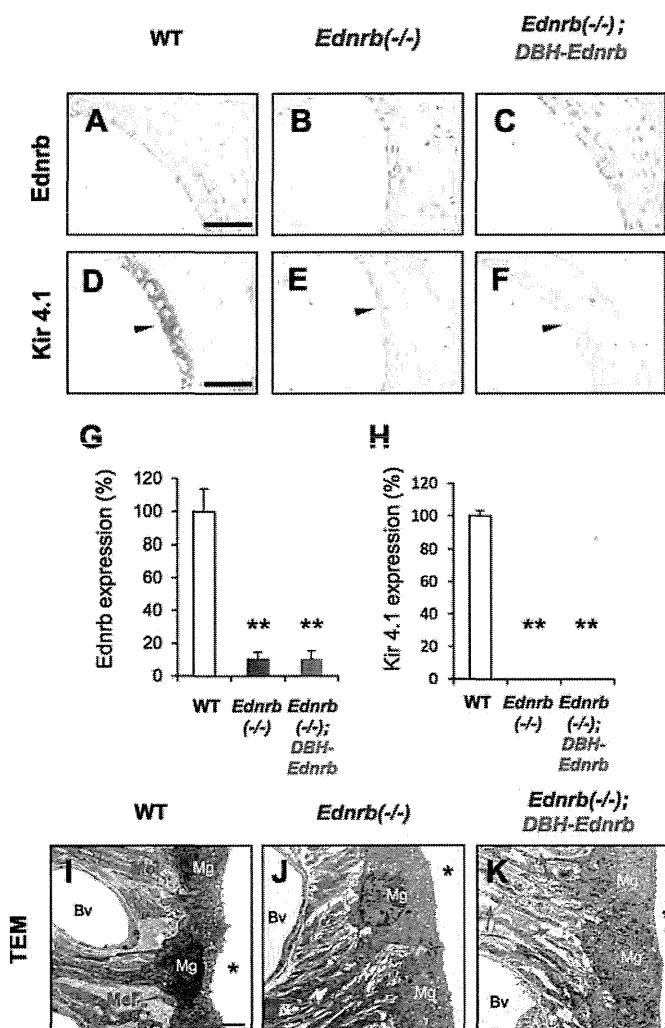 WT Ednrb(-/-) Ednrb(-/-);
DBH-Ednrb
Ednrb
A B C
Kir 4.1
D E F
G
Ednrb expression (%)
120
100
80
60
40
20
0
** **
WT Ednrb (-/-) Ednrb (-/-); DBH-Ednrb
H
Kir 4.1 expression (%)
120
100
80
60
40
20
0
** **
WT Ednrb (-/-) Ednrb (-/-); DBH-Ednrb
WT Ednrb(-/-) Ednrb(-/-);
DBH-Ednrb
TEM
I Mg Bv Mg *
J Mg Bv Mg *
K Mg Mg Bv *